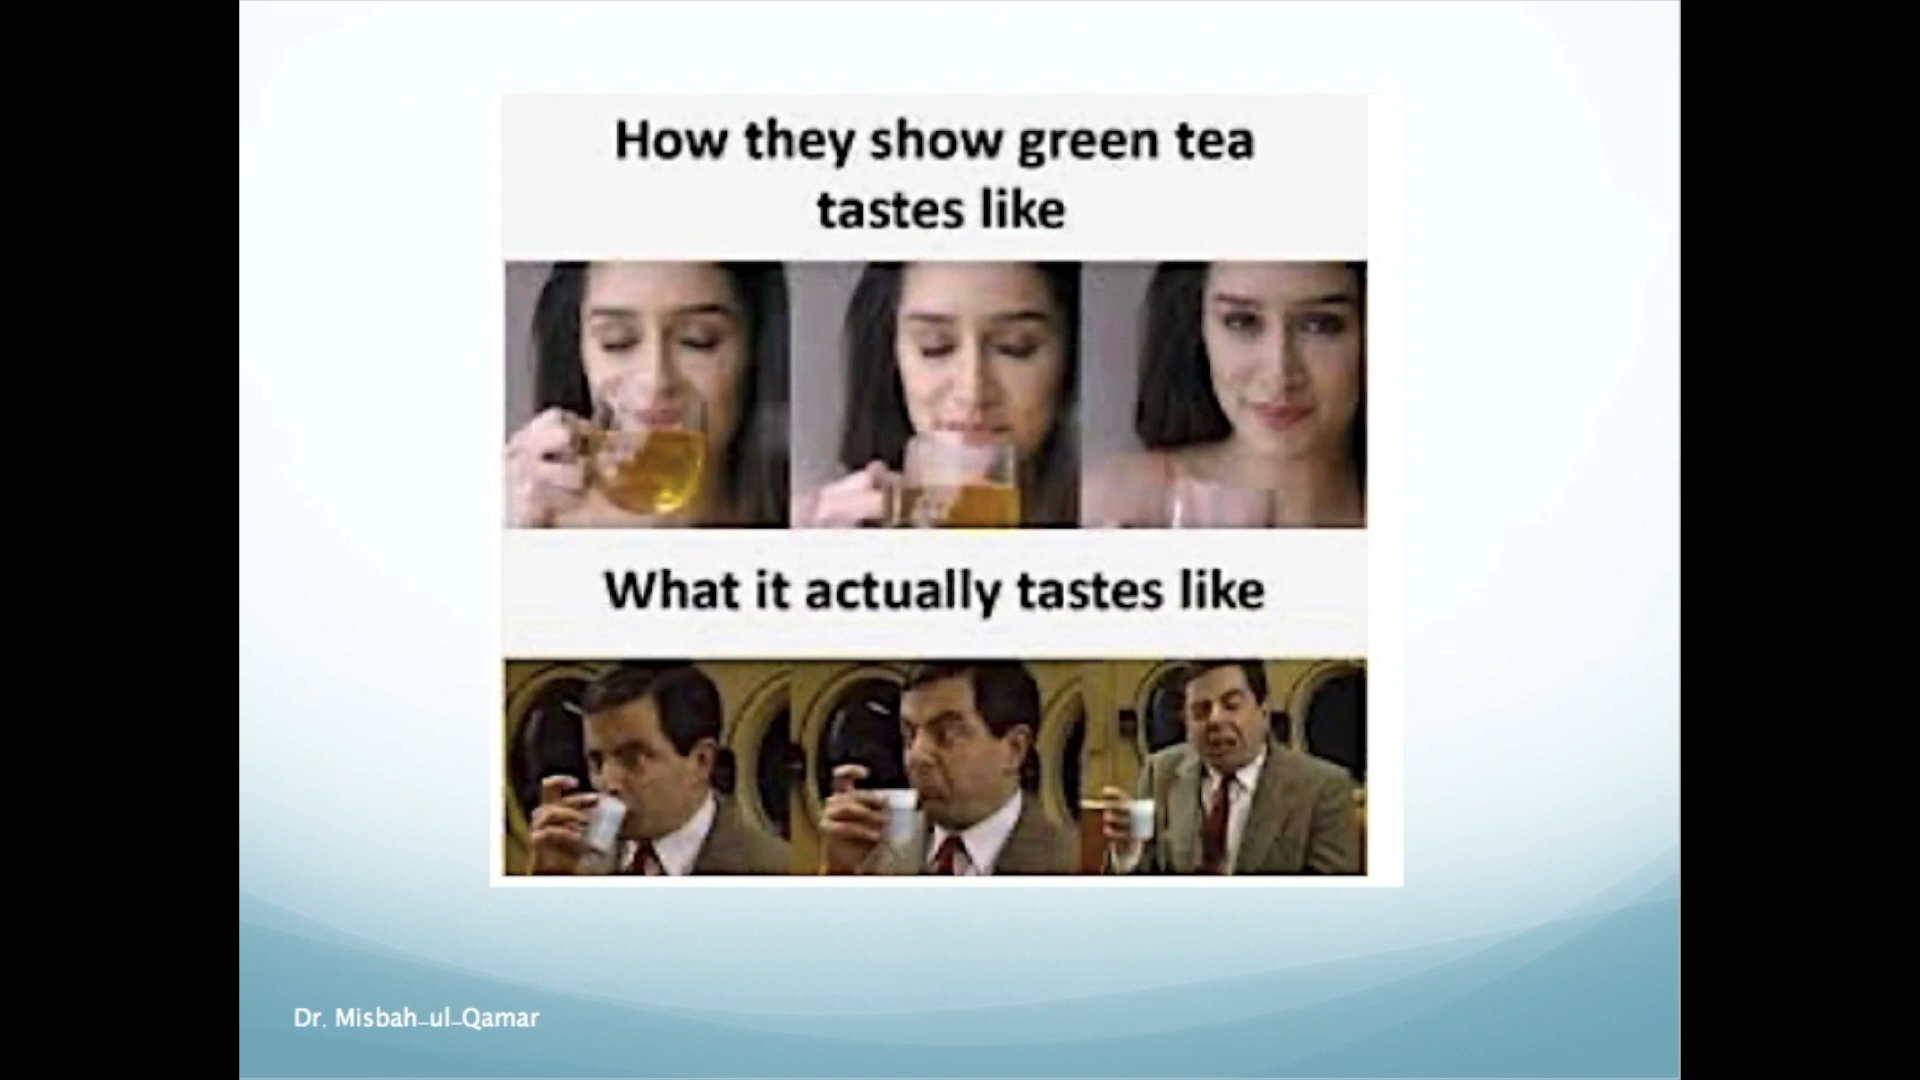 How they show green tea
tastes like
What it actually tastes like
Dr. Misbah-ul-Qamar